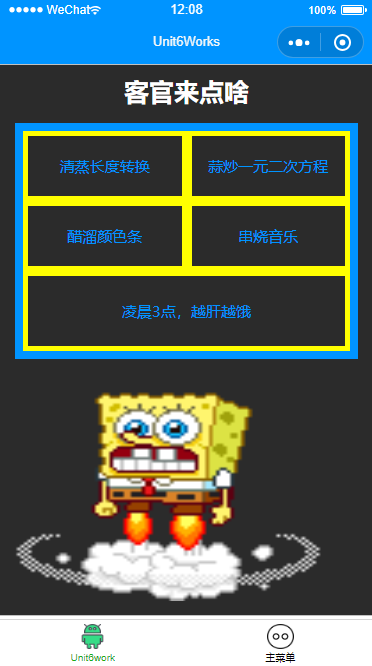 WeChat
12:08
100%
Unit6Works
客官来点啥
清蒸长度转换
蒜炒一元二次方程
醋溜颜色条
串烧音乐
凌晨3点，越肝越饿
Unit6work
主菜单